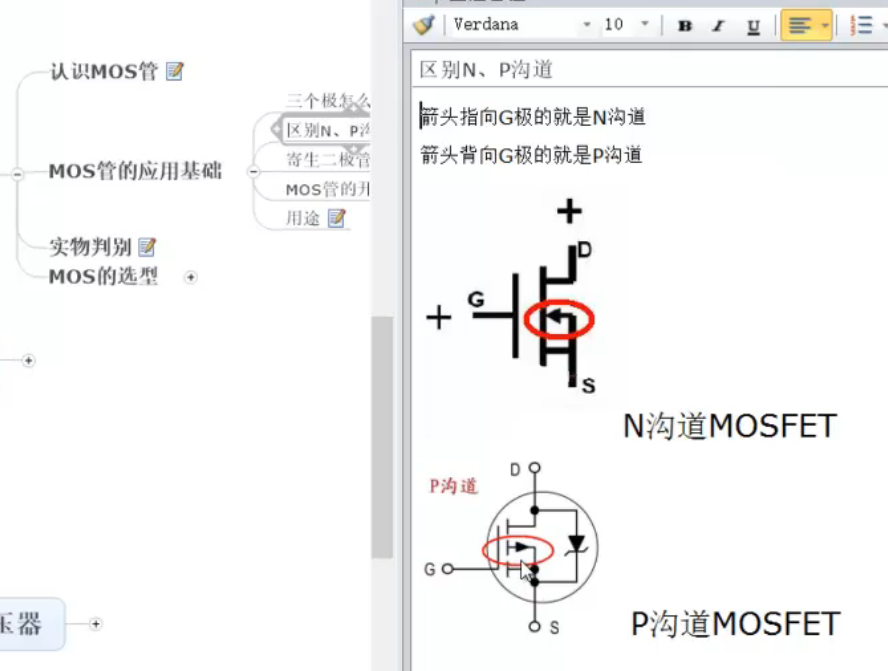 Verdana 10 B I U
认识MOS管
三个极怎么
区别N、P沟
MOS管的应用基础
寄生二极管
MOS管的开
用途
实物判别
MOS的选型
压器
区别N、P沟道
箭头指向G极的就是N沟道
箭头背向G极的就是P沟道
+
D
G
+
S
N沟道MOSFET
D
P沟道
G
S
P沟道MOSFET